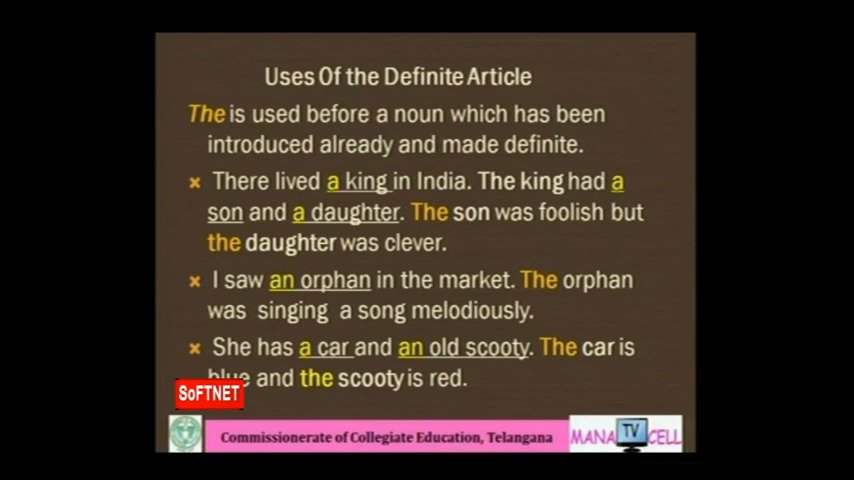 Uses Of the Definite Article
The is used before a noun which has been
introduced already and made definite.
There lived a king in India. The king had a
son and a daughter. The son was foolish but
the daughter was clever.
I saw an orphan in the market. The orphan
was singing a song melodiously.
She has a car and an old scooty. The car is
blue and the scooty is red.
SoFTNET
Commissionerate of Collegiate Education, Telangana
MANA TV CELL